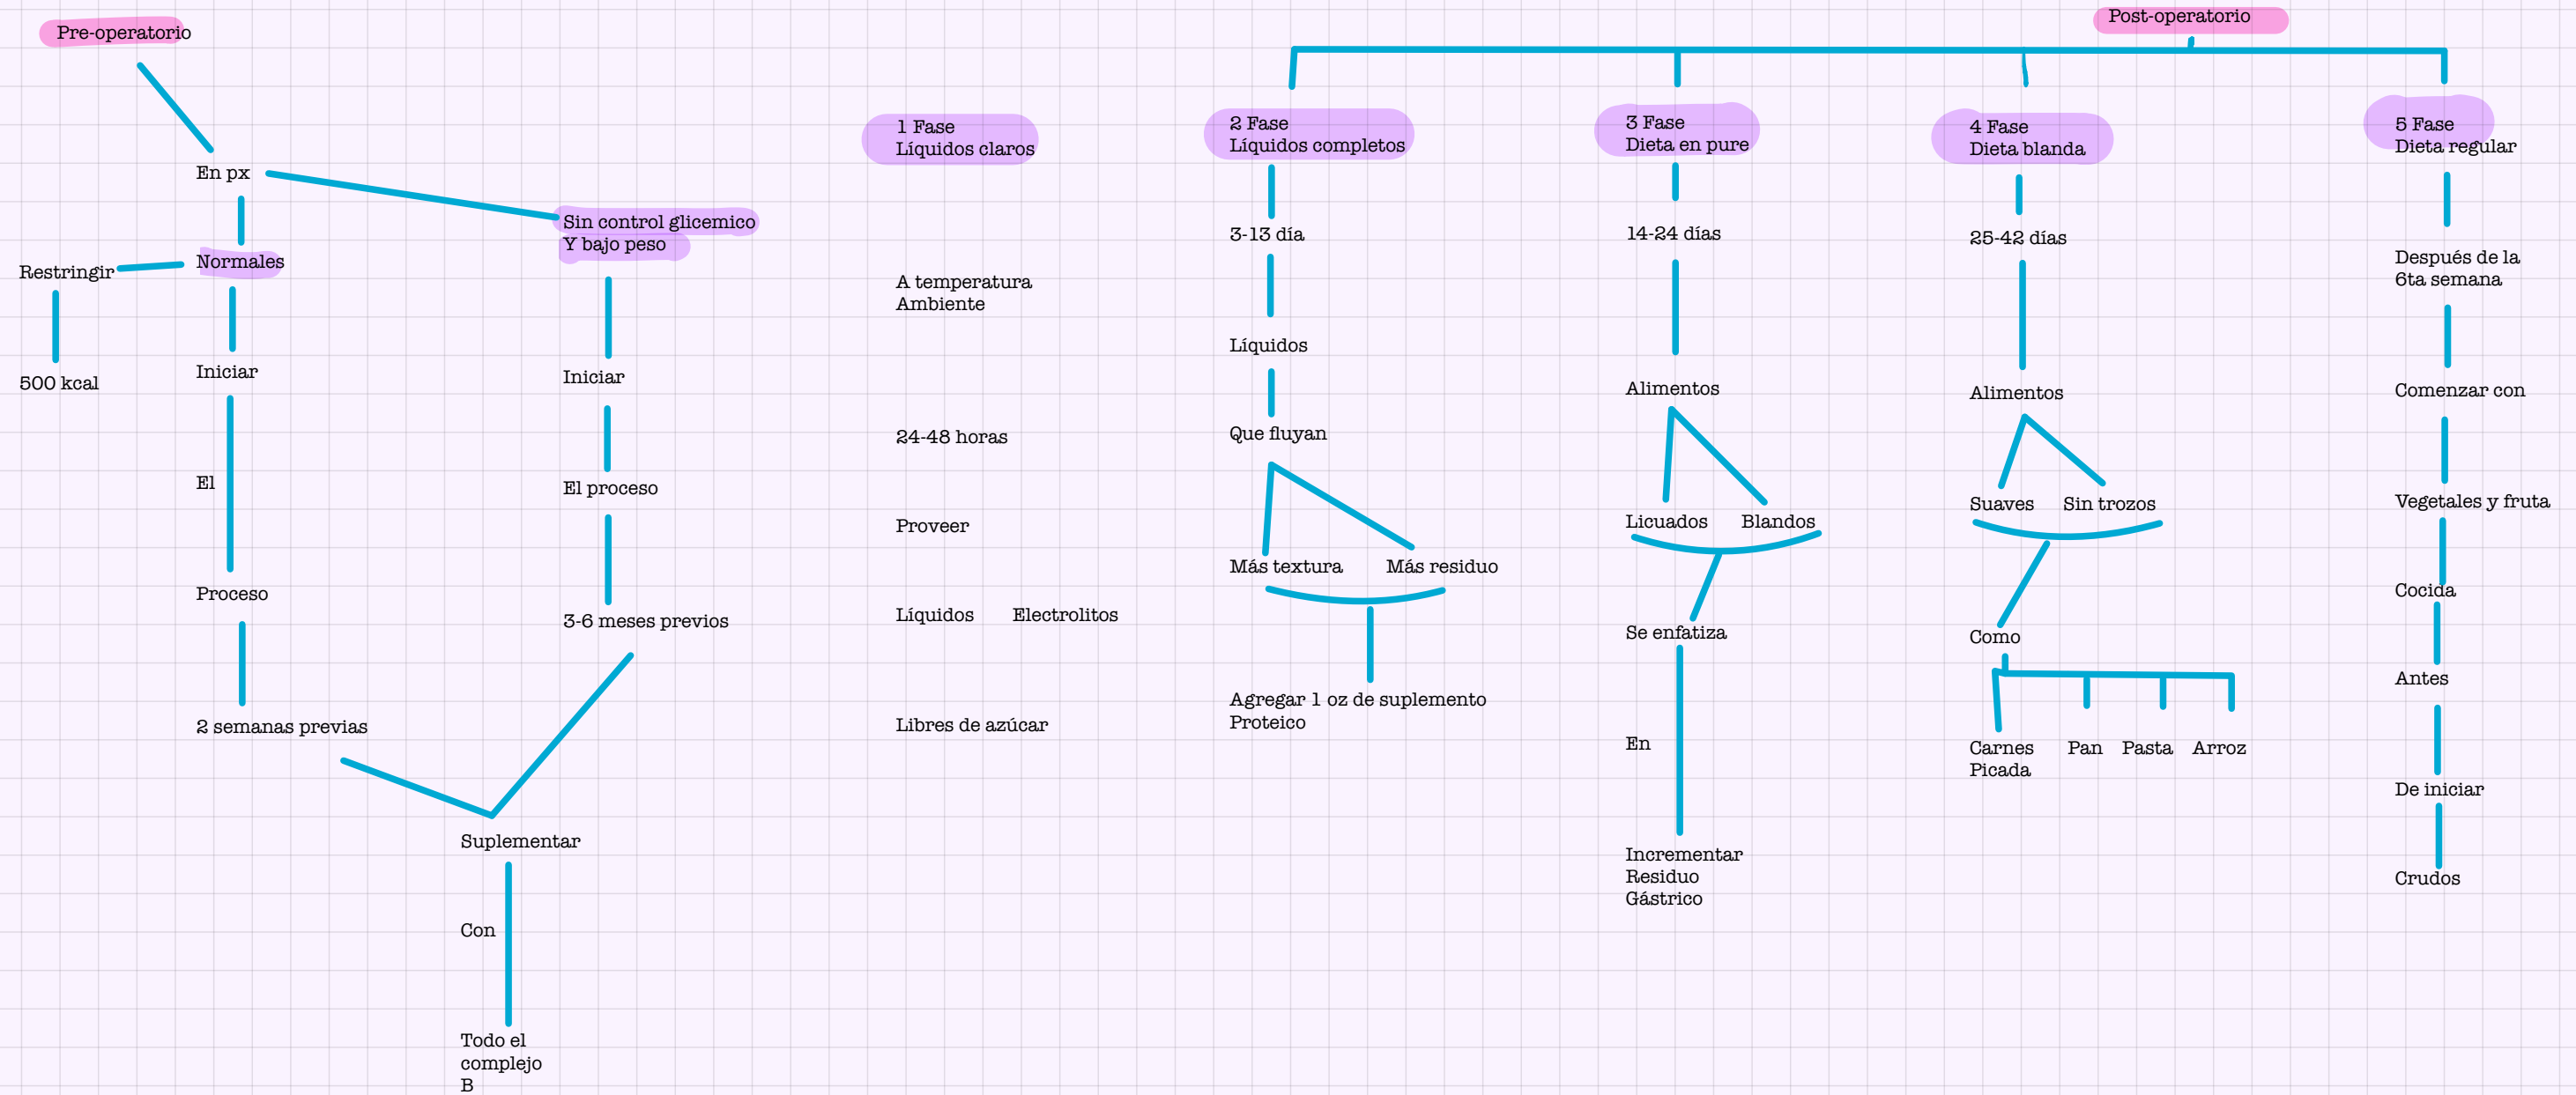 Pre-operatorio
En px
Normales
Restringir
500 kcal
Iniciar
El
Proceso
2 semanas previas
Sin control glicemico
Y bajo peso
Iniciar
El proceso
3-6 meses previos
Suplementar
Con
Todo el
complejo
B
Post-operatorio
1 Fase
Líquidos claros
A temperatura
Ambiente
24-48 horas
Proveer
Líquidos Electrolitos
Libres de azúcar
2 Fase
Líquidos completos
3-13 día
Líquidos
Que fluyan
Más textura Más residuo
Agregar 1 oz de suplemento
Proteico
3 Fase
Dieta en pure
14-24 días
Alimentos
Licuados Blandos
Se enfatiza
En
Incrementar
Residuo
Gástrico
4 Fase
Dieta blanda
25-42 días
Alimentos
Suaves Sin trozos
Como
Carnes Pan Pasta Arroz
Picada
5 Fase
Dieta regular
Después de la
6ta semana
Comenzar con
Vegetales y fruta
Cocida
Antes
De iniciar
Crudos